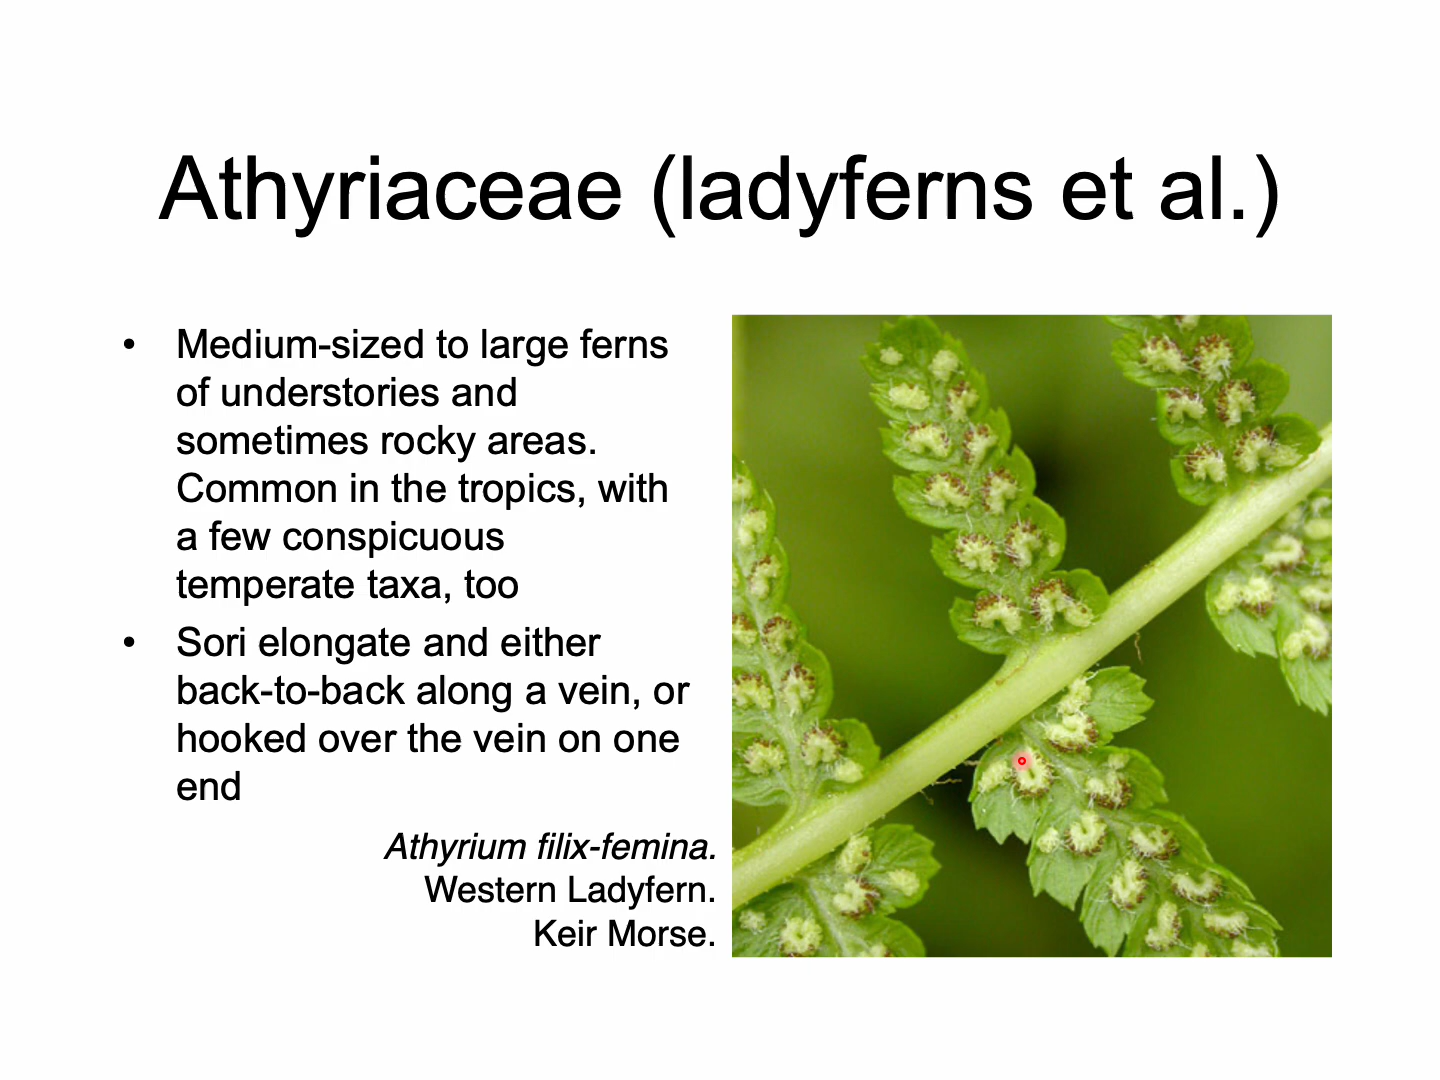 Athyriaceae (ladyferns et al.)
• Medium-sized to large ferns
of understories and
sometimes rocky areas.
Common in the tropics, with
a few conspicuous
temperate taxa, too
• Sori elongate and either
back-to-back along a vein, or
hooked over the vein on one
end
Athyrium filix-femina.
Western Ladyfern.
Keir Morse.